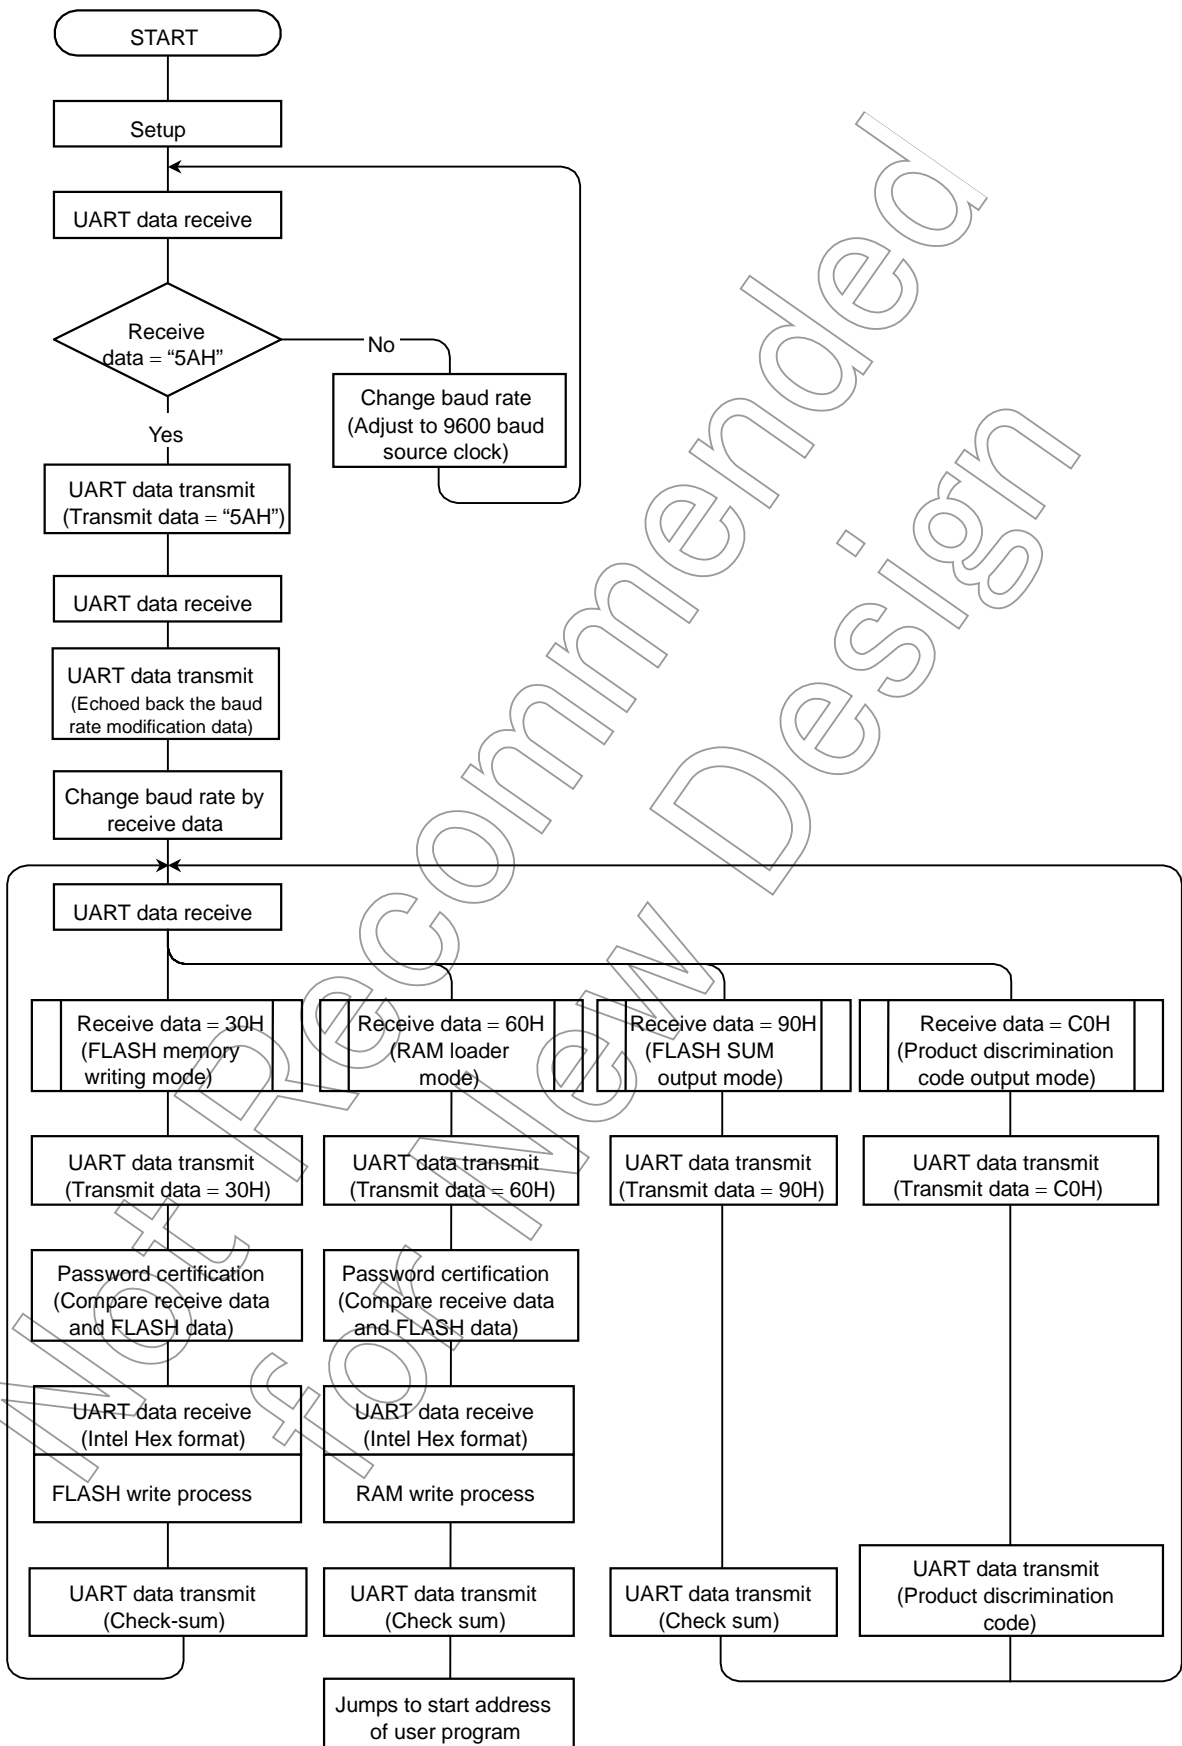 START
Setup
UART data receive
Receive
data = “5AH”
No
Change baud rate
(Adjust to 9600 baud
source clock)
Yes
UART data transmit
(Transmit data = “5AH”)
UART data receive
UART data transmit
(Echoed back the baud
rate modification data)
Change baud rate by
receive data
UART data receive
Receive data = 30H
(FLASH memory
writing mode)
Receive data = 60H
(RAM loader
mode)
Receive data = 90H
(FLASH SUM
output mode)
Receive data = C0H
(Product discrimination
code output mode)
UART data transmit
(Transmit data = 30H)
UART data transmit
(Transmit data = 60H)
UART data transmit
(Transmit data = 90H)
UART data transmit
(Transmit data = C0H)
Password certification
(Compare receive data
and FLASH data)
Password certification
(Compare receive data
and FLASH data)
UART data receive
(Intel Hex format)
FLASH write process
UART data receive
(Intel Hex format)
RAM write process
UART data transmit
(Check-sum)
UART data transmit
(Check sum)
UART data transmit
(Check sum)
UART data transmit
(Product discrimination
code)
Jumps to start address
of user program
Not Recommended
for New Design